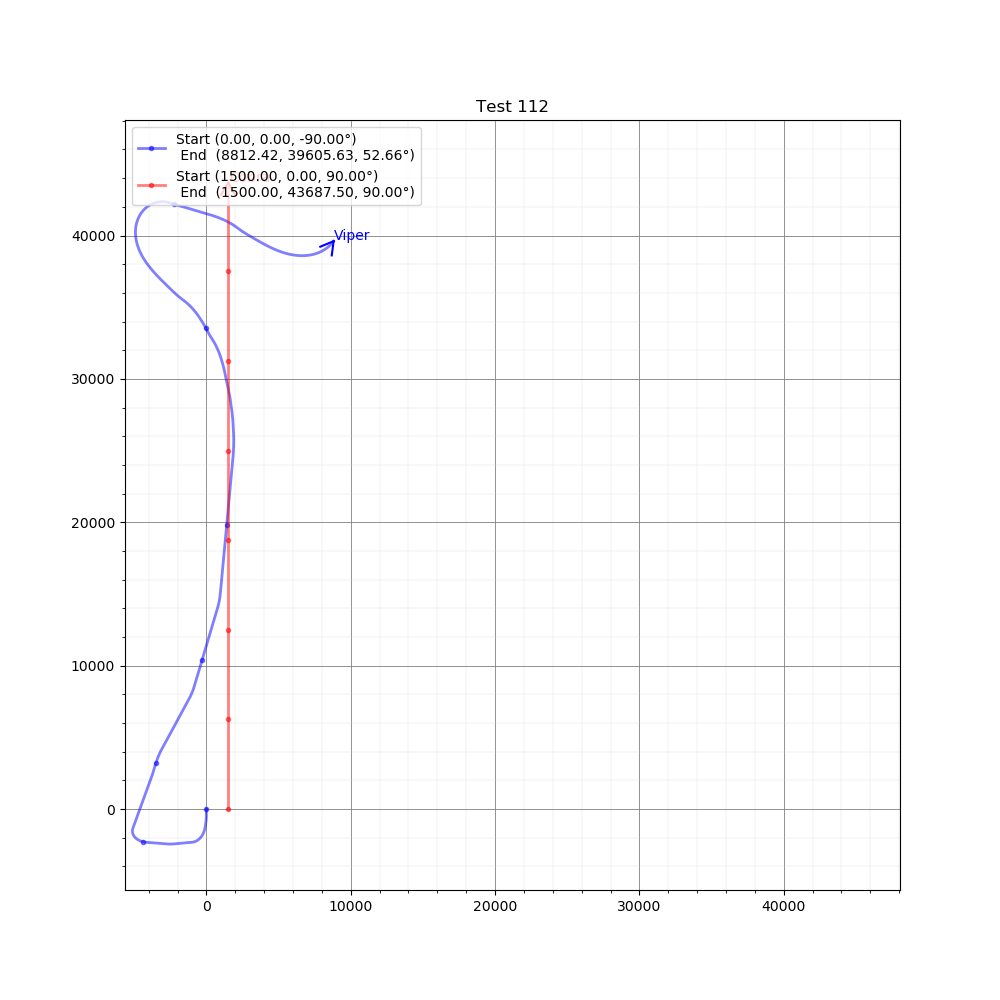 Test 112
Start (0.00, 0.00, -90.00°)
End (8812.42, 39605.63, 52.66°)
Start (1500.00, 0.00, 90.00°)
End (1500.00, 43687.50, 90.00°)
Viper
40000
30000
20000
10000
0
0 10000 20000 30000 40000